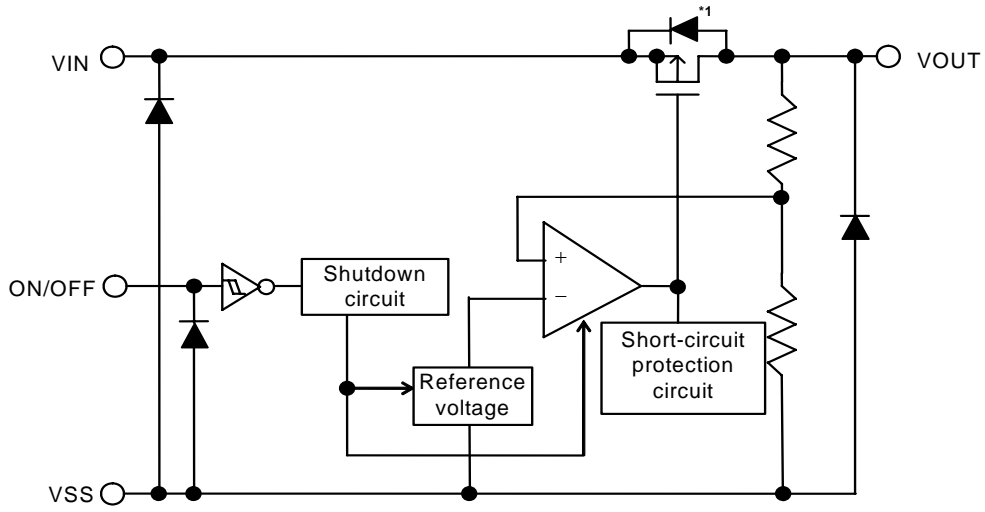 *1
VIN
VOUT
+
−
ON/OFF
Shutdown
circuit
Short-circuit
protection
circuit
Reference
voltage
VSS